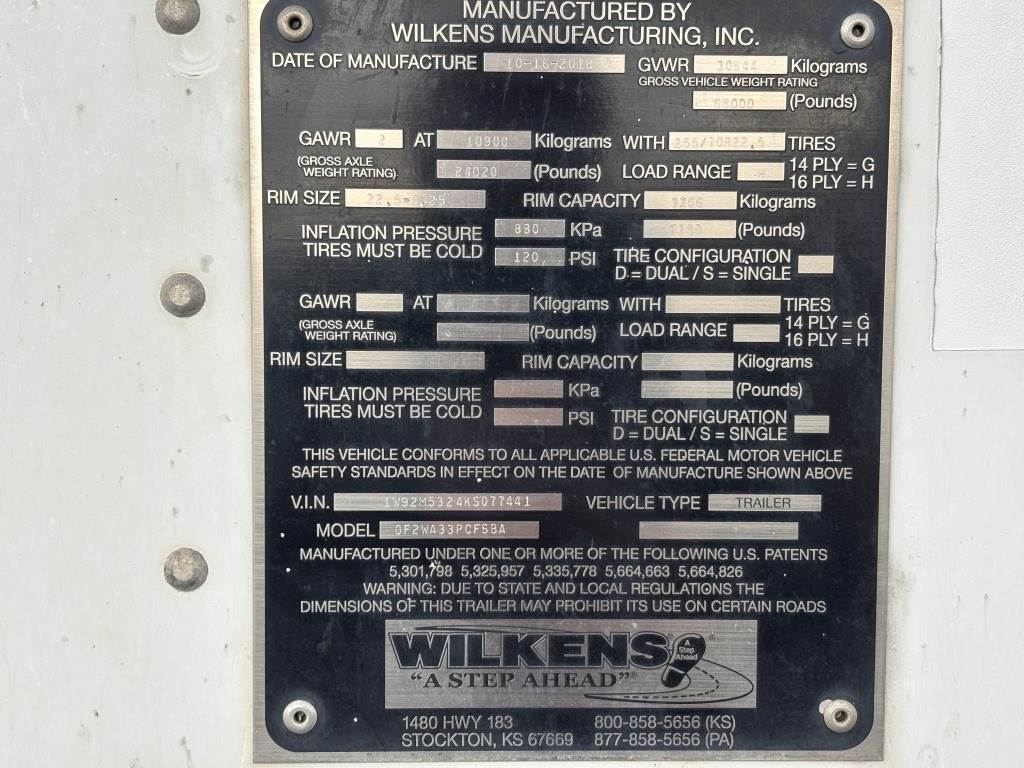 MANUFACTURED BY
WILKENS MANUFACTURING, INC.
DATE OF MANUFACTURE 10-16-2018 GVWR 30844 Kilograms
GROSS VEHICLE WEIGHT RATING
68000 (Pounds)
GAWR 2 AT 10900 Kilograms WITH 255/70R22.5 TIRES
(GROSS AXLE WEIGHT RATING) 24020 (Pounds) LOAD RANGE H 14 PLY = G
16 PLY = H
RIM SIZE 22.5 8.25 RIM CAPACITY Kilograms
INFLATION PRESSURE 830 KPa (Pounds)
TIRES MUST BE COLD 120 PSI TIRE CONFIGURATION
D = DUAL / S = SINGLE
GAWR AT Kilograms WITH TIRES
(GROSS AXLE WEIGHT RATING) (Pounds) LOAD RANGE 14 PLY = G
16 PLY = H
RIM SIZE RIM CAPACITY Kilograms
INFLATION PRESSURE KPa (Pounds)
TIRES MUST BE COLD PSI TIRE CONFIGURATION
D = DUAL / S = SINGLE
THIS VEHICLE CONFORMS TO ALL APPLICABLE U.S. FEDERAL MOTOR VEHICLE
SAFETY STANDARDS IN EFFECT ON THE DATE OF MANUFACTURE SHOWN ABOVE
V.I.N. 1W92M5324KS077441 VEHICLE TYPE TRAILER
MODEL 0F2WA33PCFSBA
MANUFACTURED UNDER ONE OR MORE OF THE FOLLOWING U.S. PATENTS
5,301,798 5,325,957 5,335,778 5,664,663 5,664,826
WARNING: DUE TO STATE AND LOCAL REGULATIONS THE
DIMENSIONS OF THIS TRAILER MAY PROHIBIT ITS USE ON CERTAIN ROADS
WILKENS® A Step Ahead ®
"A STEP AHEAD"®
1480 HWY 183 800-858-5656 (KS)
STOCKTON, KS 67669 877-858-5656 (PA)